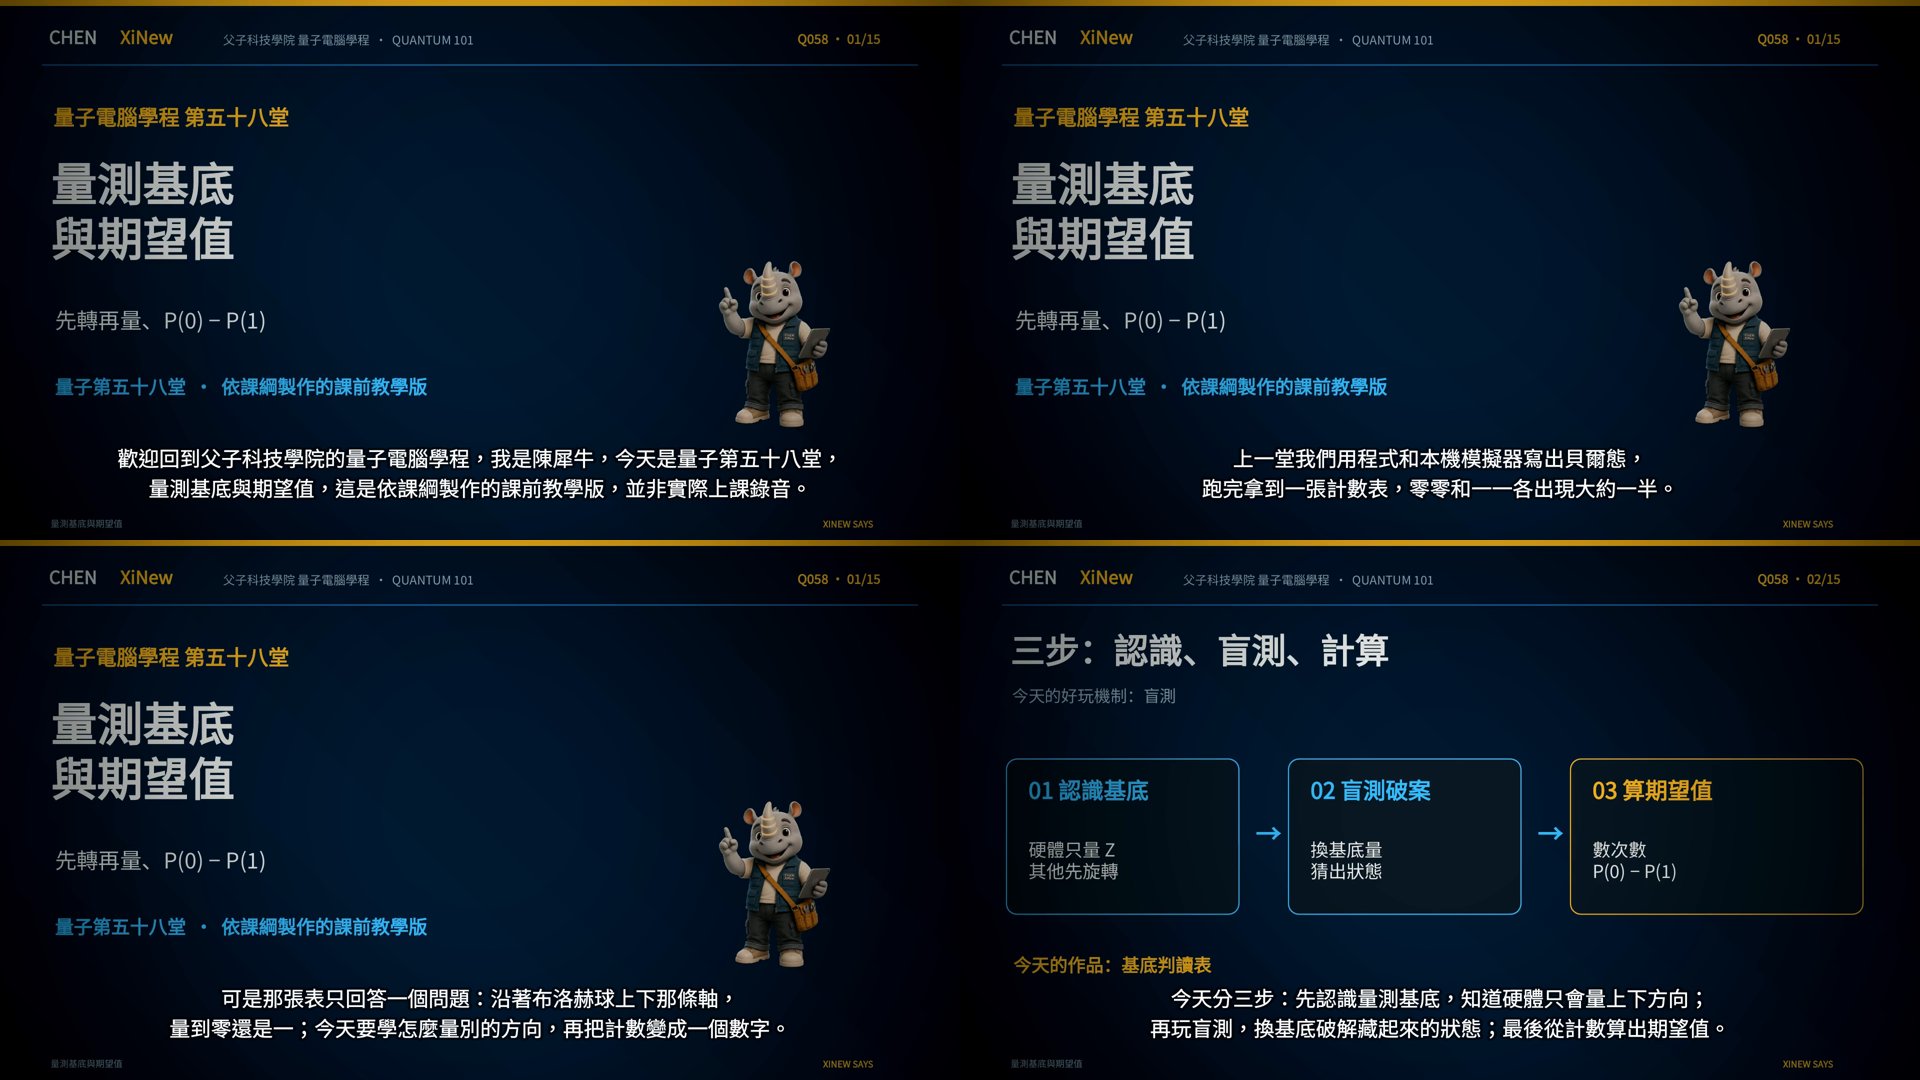 CHEN XiNew 父子科技學院 量子電腦學程 · QUANTUM 101 Q058 · 01/15
量子電腦學程 第五十八堂
量測基底
與期望值
先轉再量、P(0) − P(1)
量子第五十八堂 · 依課綱製作的課前教學版
歡迎回到父子科技學院的量子電腦學程，我是陳犀牛，今天是量子第五十八堂，
量測基底與期望值，這是依課綱製作的課前教學版，並非實際上課錄音。
量測基底與期望值 XINEW SAYS
CHEN XiNew 父子科技學院 量子電腦學程 · QUANTUM 101 Q058 · 01/15
量子電腦學程 第五十八堂
量測基底
與期望值
先轉再量、P(0) − P(1)
量子第五十八堂 · 依課綱製作的課前教學版
上一堂我們用程式和本機模擬器寫出貝爾態，
跑完拿到一張計數表，零零和一一各出現大約一半。
量測基底與期望值 XINEW SAYS
CHEN XiNew 父子科技學院 量子電腦學程 · QUANTUM 101 Q058 · 01/15
量子電腦學程 第五十八堂
量測基底
與期望值
先轉再量、P(0) − P(1)
量子第五十八堂 · 依課綱製作的課前教學版
可是那張表只回答一個問題：沿著布洛赫球上下那條軸，
量到零還是一；今天要學怎麼量別的方向，再把計數變成一個數字。
量測基底與期望值 XINEW SAYS
CHEN XiNew 父子科技學院 量子電腦學程 · QUANTUM 101 Q058 · 02/15
三步：認識、盲測、計算
今天的好玩機制：盲測
01 認識基底
硬體只量 Z
其他先旋轉
→
02 盲測破案
換基底量
猜出狀態
→
03 算期望值
數次數
P(0) − P(1)
今天的作品：基底判讀表
今天分三步：先認識量測基底，知道硬體只會量上下方向；
再玩盲測，換基底破解藏起來的狀態；最後從計數算出期望值。
量測基底與期望值 XINEW SAYS